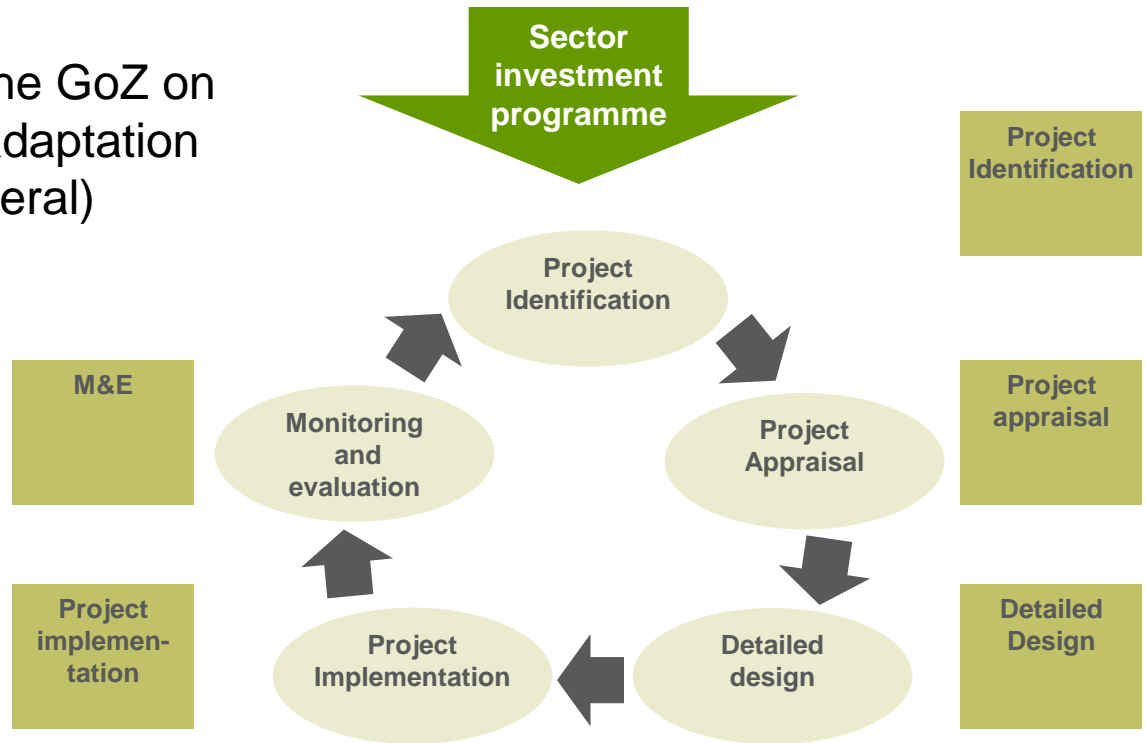 Sector
investment
programme
ne GoZ on
daptation
eral)
Project
Identification
Project
Identification
M&E
Monitoring
and
evaluation
Project
Appraisal
Project
appraisal
Project
implemen-
tation
Project
Implementation
Detailed
design
Detailed
Design